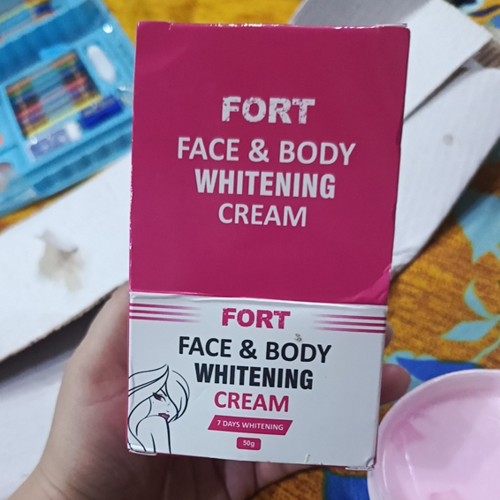 FORT
FACE & BODY
WHITENING
CREAM
FORT
FACE & BODY
WHITENING
CREAM
7 DAYS WHITENING
50g